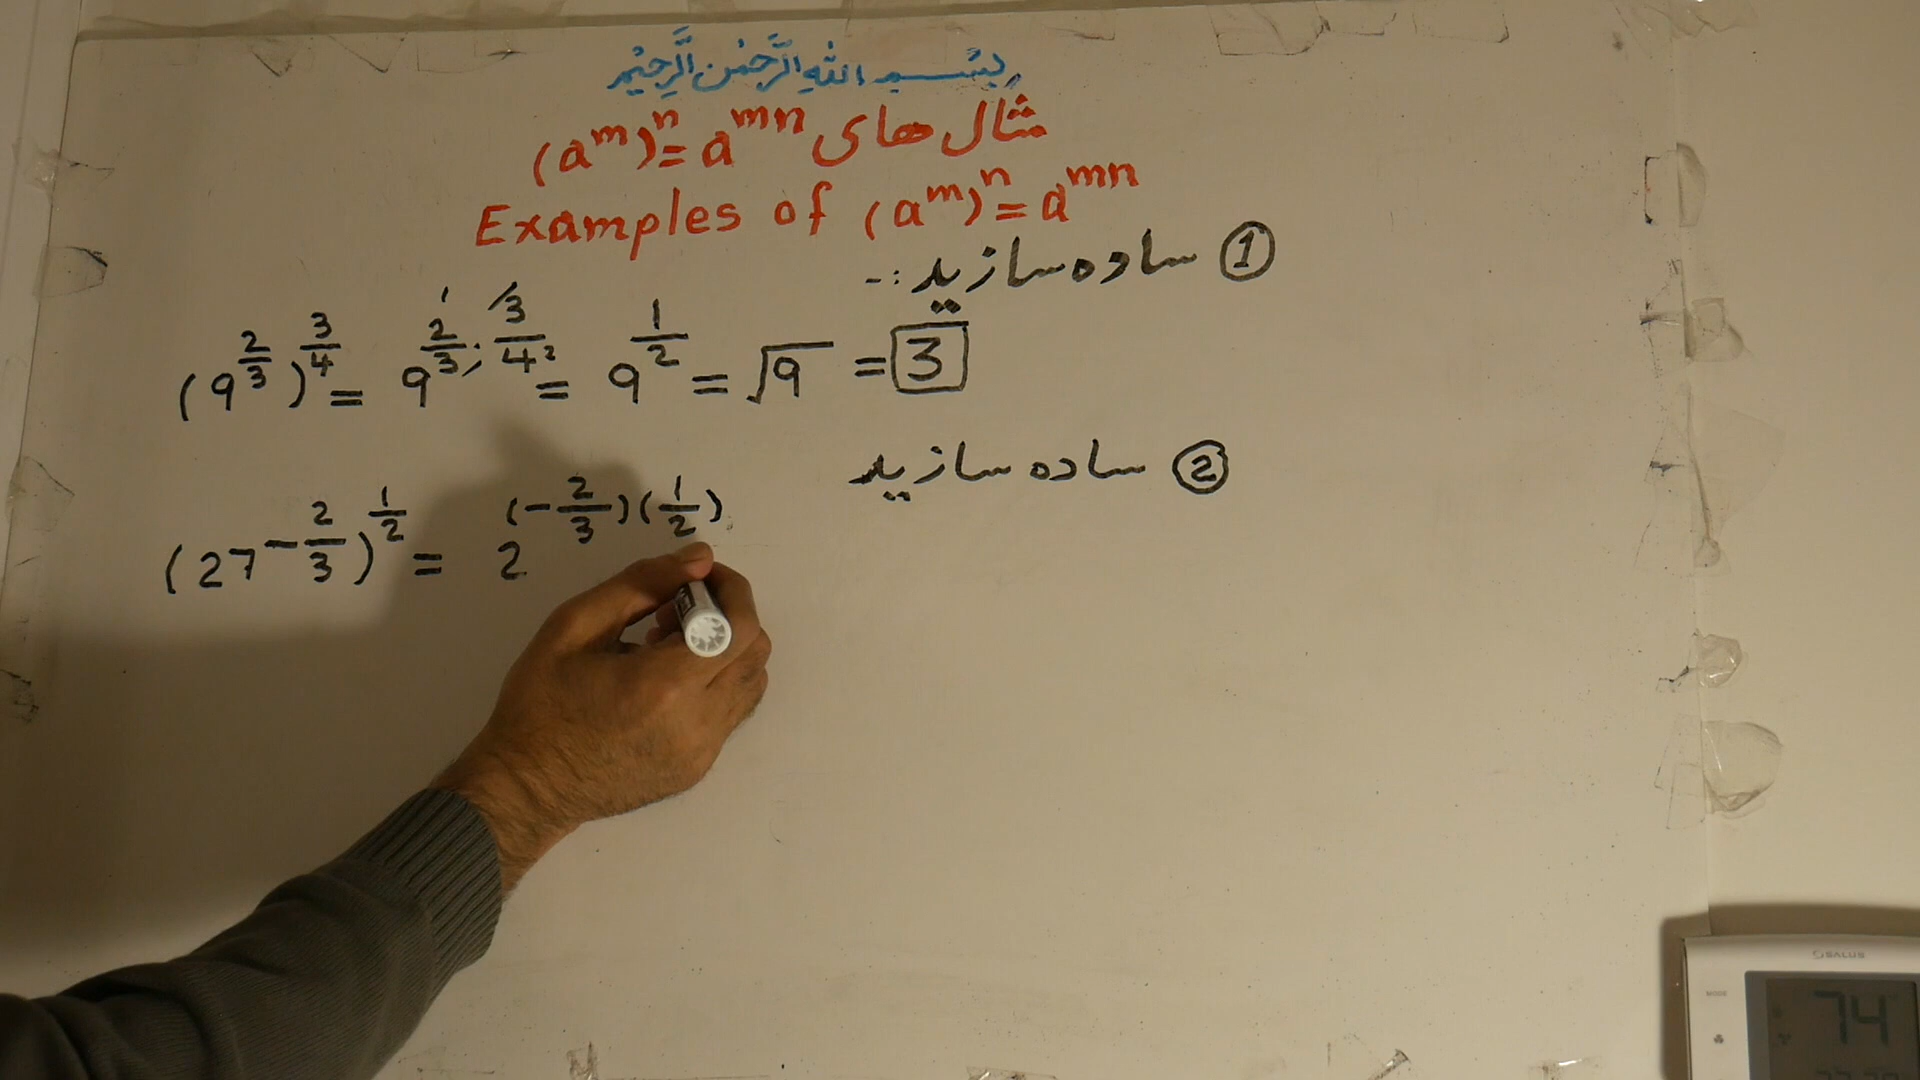 بِسْمِ اللهِ الرَّحْمٰنِ الرَّحِيْمِ
مثال های (a^m)^n = a^mn
Examples of (a^m)^n = a^mn
① ساده سازید :-
(9^(2/3))^(3/4) = 9^(2/3 · 3/4) = 9^(1/2) = √9 = 3
② ساده سازید
(27^(-2/3))^(1/2) = 2^((-2/3)(1/2))
SALUS
MODE
74